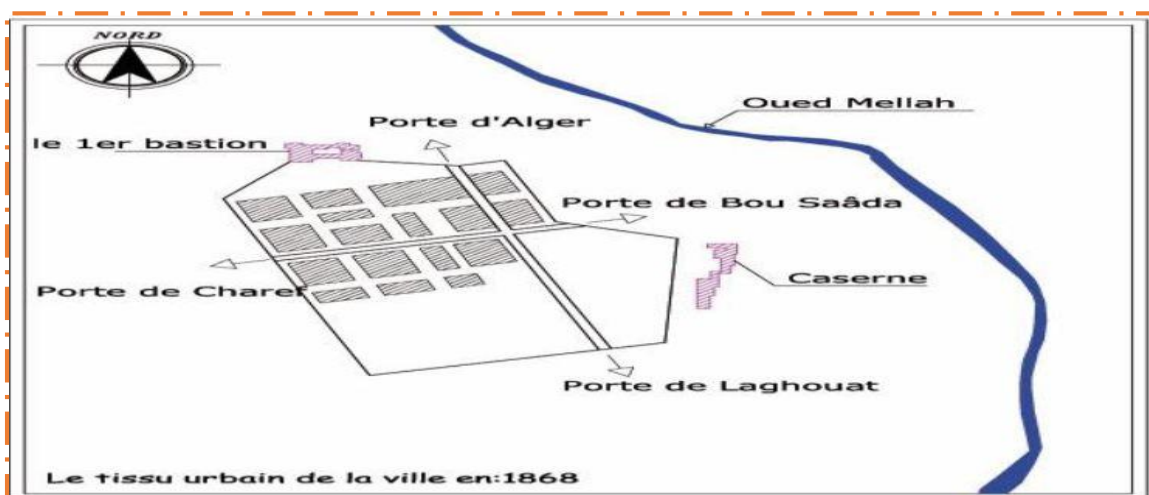 NORD
Oued Mellah
Porte d'Alger
le 1er bastion
Porte de Bou Saâda
Caserne
Porte de Charef
Porte de Laghouat
Le tissu urbain de la ville en:1868